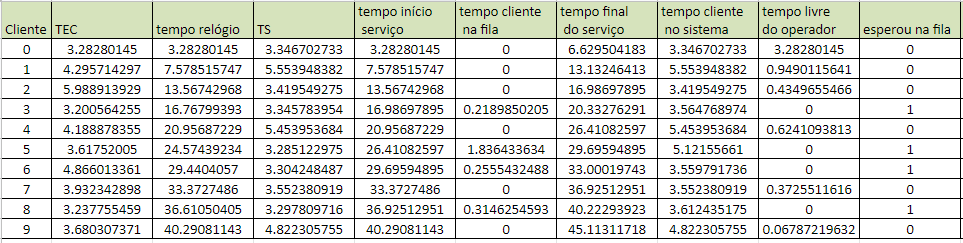 Cliente TEC tempo relógio TS tempo início serviço tempo cliente na fila tempo final do serviço tempo cliente no sistema tempo livre do operador esperou na fila
0 3.28280145 3.28280145 3.346702733 3.28280145 0 6.629504183 3.346702733 3.28280145 0
1 4.295714297 7.578515747 5.553948382 7.578515747 0 13.13246413 5.553948382 0.9490115641 0
2 5.988913929 13.56742968 3.419549275 13.56742968 0 16.98697895 3.419549275 0.4349655466 0
3 3.200564255 16.76799393 3.345783954 16.98697895 0.2189850205 20.33276291 3.564768974 0 1
4 4.188878355 20.95687229 5.453953684 20.95687229 0 26.41082597 5.453953684 0.6241093813 0
5 3.61752005 24.57439234 3.285122975 26.41082597 1.836433634 29.69594895 5.12155661 0 1
6 4.866013361 29.4404057 3.304248487 29.69594895 0.2555432488 33.00019743 3.559791736 0 1
7 3.932342898 33.3727486 3.552380919 33.3727486 0 36.92512951 3.552380919 0.3725511616 0
8 3.237755459 36.61050405 3.297809716 36.92512951 0.3146254593 40.22293923 3.612435175 0 1
9 3.680307371 40.29081143 4.822305755 40.29081143 0 45.11311718 4.822305755 0.06787219632 0